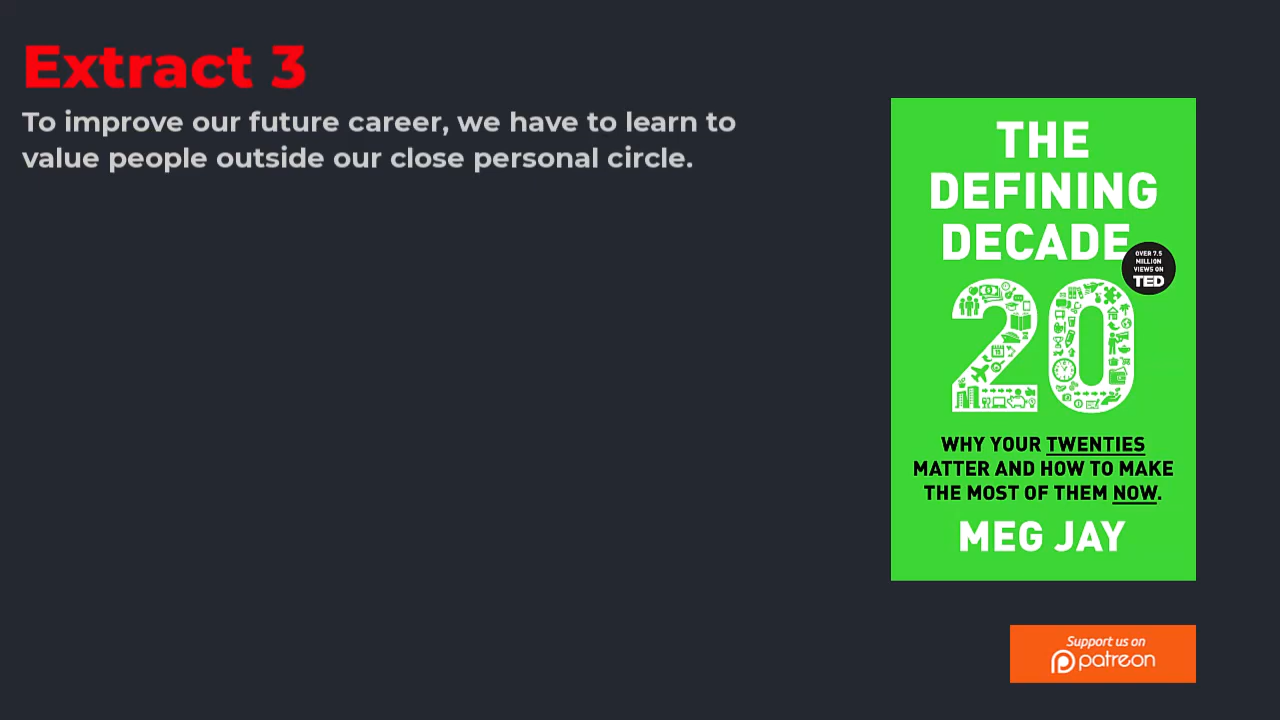 Extract 3
To improve our future career, we have to learn to
value people outside our close personal circle.
THE
DEFINING
DECADE
OVER 7.5
MILLION
VIEWS ON
TED
20
WHY YOUR TWENTIES
MATTER AND HOW TO MAKE
THE MOST OF THEM NOW.
MEG JAY
Support us on
patreon